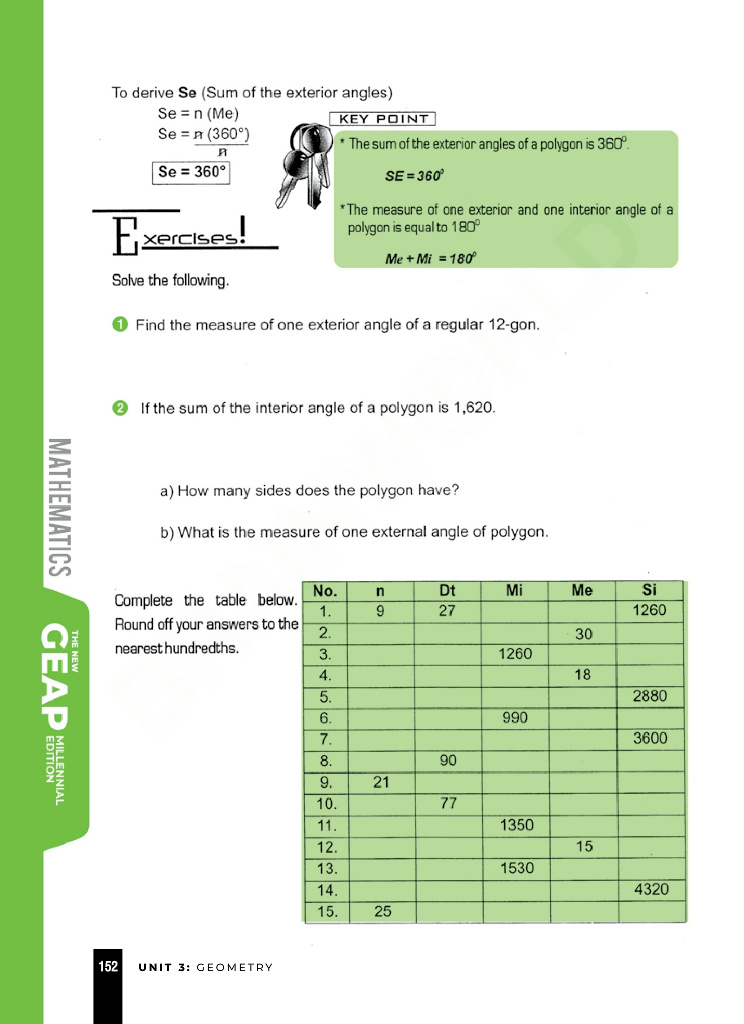 To derive Se (Sum of the exterior angles)
Se = n (Me)
Se = n (360°)
n
Se = 360°
KEY POINT
* The sum of the exterior angles of a polygon is 360°.
SE = 360°
* The measure of one exterior and one interior angle of a
polygon is equal to 180°
Me + Mi = 180°
Exercises!
Solve the following.
1 Find the measure of one exterior angle of a regular 12-gon.
2 If the sum of the interior angle of a polygon is 1,620.
a) How many sides does the polygon have?
b) What is the measure of one external angle of polygon.
Complete the table below.
Round off your answers to the
nearest hundredths.
No. n Dt Mi Me Si
1. 9 27 1260
2. 30
3. 1260
4. 18
5. 2880
6. 990
7. 3600
8. 90
9. 21
10. 77
11. 1350
12. 15
13. 1530
14. 4320
15. 25
MATHEMATICS
THE NEW
GEAP
MILLENNIAL
EDITION
152 UNIT 3: GEOMETRY